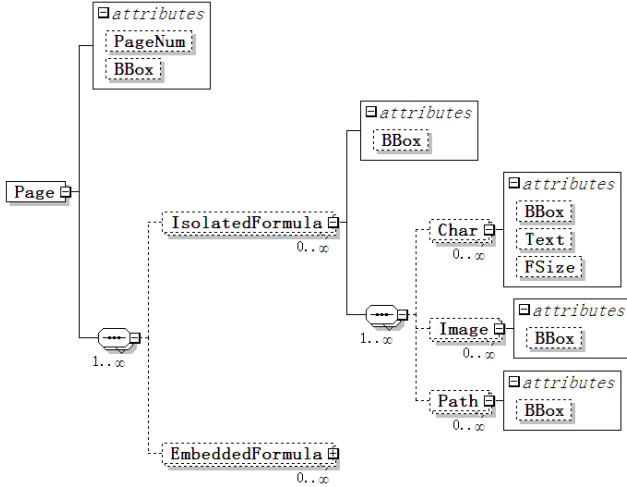 attributes
PageNum
BBox
attributes
BBox
Page
IsolatedFormula
0..∞
attributes
BBox
Text
FSize
Char
0..∞
1..∞
attributes
BBox
Image
0..∞
1..∞
attributes
BBox
Path
0..∞
EmbeddedFormula
0..∞